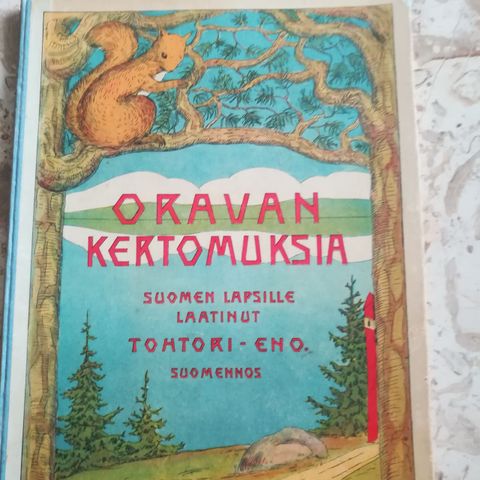 ORAVAN
KERTOMUKSIA
SUOMEN LAPSILLE
LAATINUT
TOHTORI-ENO.
SUOMENNOS